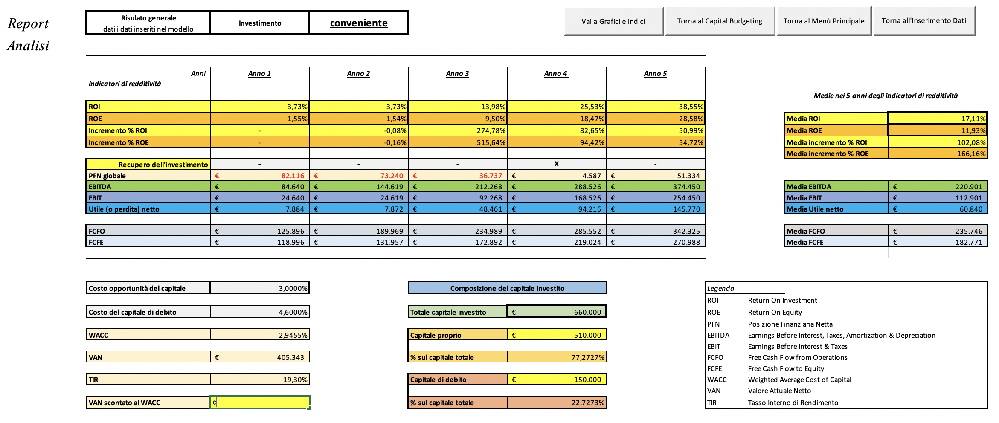 Report
Analisi
Risulato generale
dati i dati inseriti nel modello
Investimento
conveniente
Vai a Grafici e indici
Torna al Capital Budgeting
Torna al Menù Principale
Torna all'Inserimento Dati
Anni Anno 1 Anno 2 Anno 3 Anno 4 Anno 5
Indicatori di redditività
ROI 3,73% 3,73% 13,98% 25,53% 38,55%
ROE 1,55% 1,54% 9,50% 18,47% 28,58%
Incremento % ROI - -0,08% 274,78% 82,65% 50,99%
Incremento % ROE - -0,16% 515,64% 94,42% 54,72%
Recupero dell'investimento - - - X -
PFN globale € 82.116 € 73.240 € 36.737 € 4.587 € 51.334
EBITDA € 84.640 € 144.619 € 212.268 € 288.526 € 374.450
EBIT € 24.640 € 24.619 € 92.268 € 168.526 € 254.450
Utile (o perdita) netto € 7.884 € 7.872 € 48.461 € 94.216 € 145.770
FCFO € 125.896 € 189.969 € 234.989 € 285.552 € 342.325
FCFE € 118.996 € 131.957 € 172.892 € 219.024 € 270.988
Medie nei 5 anni degli indicatori di redditività
Media ROI 17,11%
Media ROE 11,93%
Media incremento % ROI 102,08%
Media incremento % ROE 166,16%
Media EBITDA € 220.901
Media EBIT € 112.901
Media Utile netto € 60.840
Media FCFO € 235.746
Media FCFE € 182.771
Costo opportunità del capitale 3,0000%
Costo del capitale di debito 4,6000%
WACC 2,9455%
VAN € 405.343
TIR 19,30%
VAN scontato al WACC ¢
Composizione del capitale investito
Totale capitale investito € 660.000
Capitale proprio € 510.000
% sul capitale totale 77,2727%
Capitale di debito € 150.000
% sul capitale totale 22,7273%
Legenda
ROI Return On Investment
ROE Return On Equity
PFN Posizione Finanziaria Netta
EBITDA Earnings Before Interest, Taxes, Amortization & Depreciation
EBIT Earnings Before Interest & Taxes
FCFO Free Cash Flow from Operations
FCFE Free Cash Flow to Equity
WACC Weighted Average Cost of Capital
VAN Valore Attuale Netto
TIR Tasso Interno di Rendimento